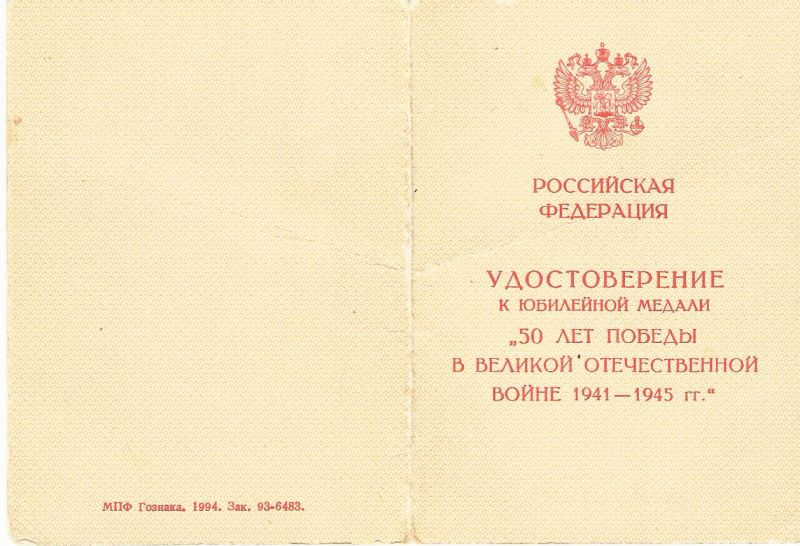 РОССИЙСКАЯ
ФЕДЕРАЦИЯ
УДОСТОВЕРЕНИЕ
К ЮБИЛЕЙНОЙ МЕДАЛИ
„50 ЛЕТ ПОБЕДЫ
В ВЕЛИКОЙ ОТЕЧЕСТВЕННОЙ
ВОЙНЕ 1941—1945 гг.“
МПФ Гознака. 1994. Зак. 93-6483.